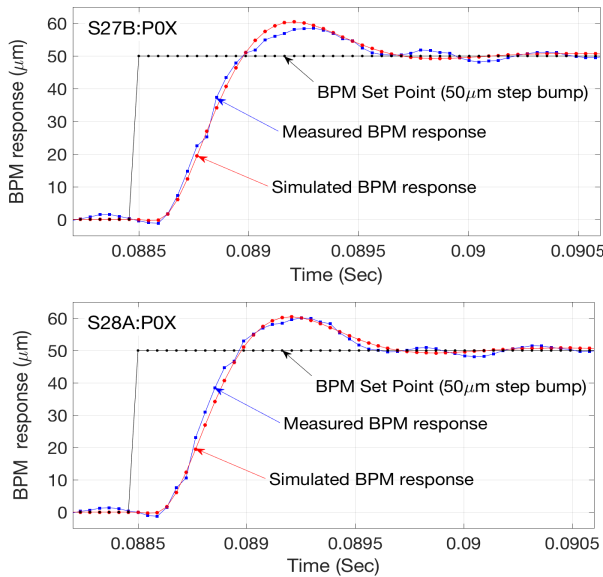 S27B:P0X
BPM response (μm)
60
50
40
30
20
10
0
BPM Set Point (50μm step bump)
Measured BPM response
Simulated BPM response
0.0885 0.089 0.0895 0.09 0.0905
Time (Sec)
S28A:P0X
BPM response (μm)
60
50
40
30
20
10
0
BPM Set Point (50μm step bump)
Measured BPM response
Simulated BPM response
0.0885 0.089 0.0895 0.09 0.0905
Time (Sec)